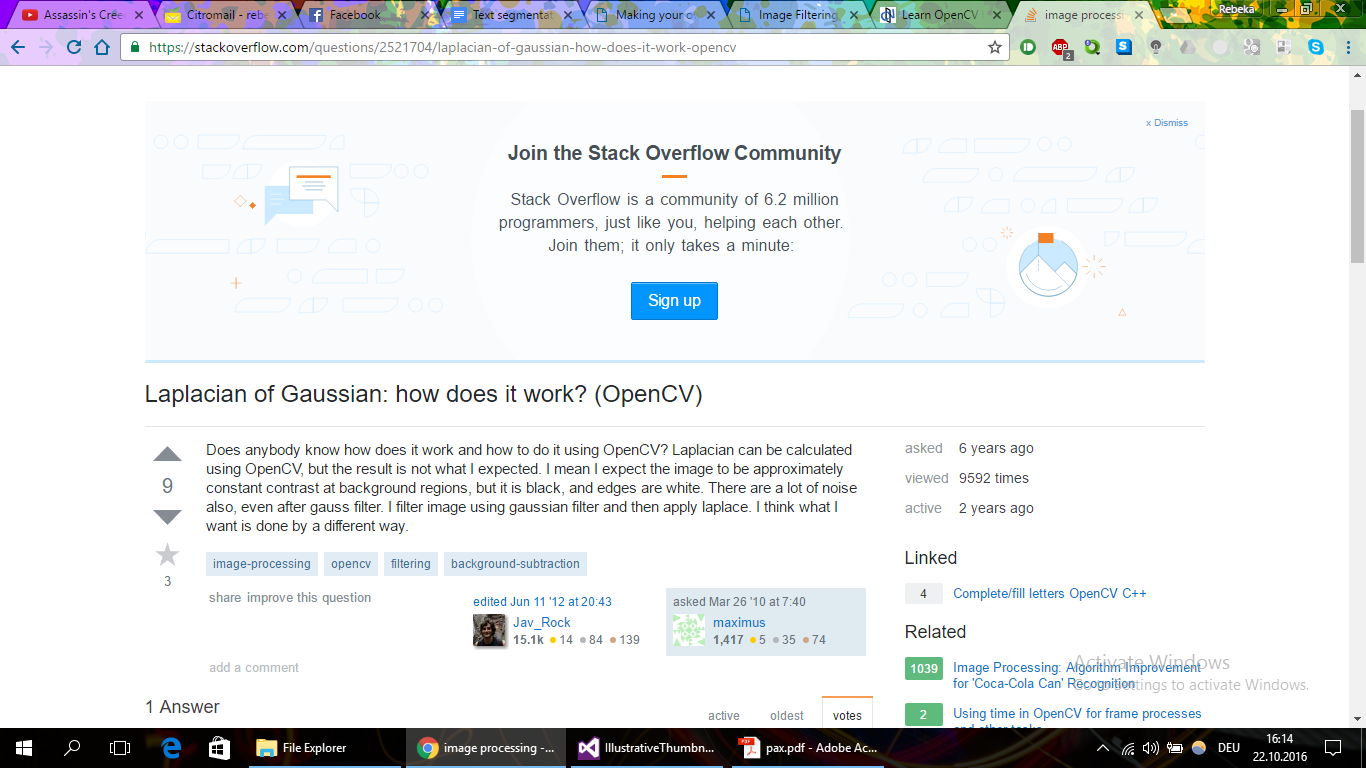 Assassin's Cree
Citromail - rebe
Facebook
Text segmentat
Making your o
Image Filtering
Learn OpenCV
image processi
Rebeka
https://stackoverflow.com/questions/2521704/laplacian-of-gaussian-how-does-it-work-opencv
ABP
2
x Dismiss
Join the Stack Overflow Community
Stack Overflow is a community of 6.2 million
programmers, just like you, helping each other.
Join them; it only takes a minute:
Sign up
Laplacian of Gaussian: how does it work? (OpenCV)
9
3
Does anybody know how does it work and how to do it using OpenCV? Laplacian can be calculated
using OpenCV, but the result is not what I expected. I mean I expect the image to be approximately
constant contrast at background regions, but it is black, and edges are white. There are a lot of noise
also, even after gauss filter. I filter image using gaussian filter and then apply laplace. I think what I
want is done by a different way.
image-processing opencv filtering background-subtraction
share improve this question
edited Jun 11 '12 at 20:43
Jav_Rock
15.1k 14 84 139
asked Mar 26 '10 at 7:40
maximus
1,417 5 35 74
add a comment
1 Answer
active oldest votes
asked 6 years ago
viewed 9592 times
active 2 years ago
Linked
4 Complete/fill letters OpenCV C++
Related
1039 Image Processing: Algorithm Improvement
for 'Coca-Cola Can' Recognition
2 Using time in OpenCV for frame processes
and other tasks
Activate Windows
Go to Settings to activate Windows.
File Explorer
image processing -...
IllustrativeThumbn...
pax.pdf - Adobe Ac...
DEU
16:14
22.10.2016